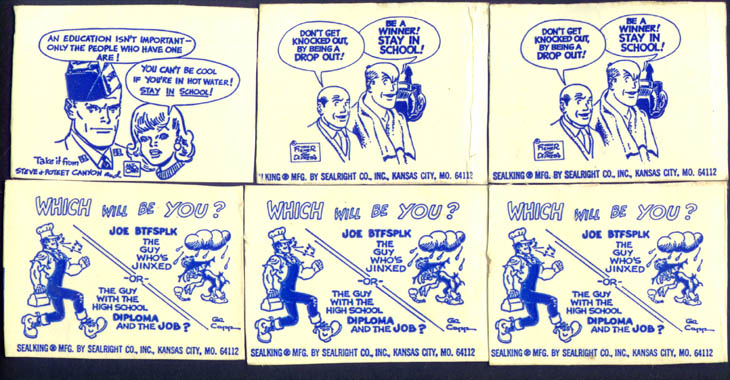 AN EDUCATION ISN'T IMPORTANT—
ONLY THE PEOPLE WHO HAVE ONE
ARE!
YOU CAN'T BE COOL
IF YOU'RE IN HOT WATER!
STAY IN SCHOOL!
Take it from
STEVE & POTEET CANYON and
DON'T GET
KNOCKED OUT,
BY BEING A
DROP OUT!
BE A
WINNER!
STAY IN
SCHOOL!
KING ® MFG. BY SEALRIGHT CO., INC., KANSAS CITY, MO. 64112
DON'T GET
KNOCKED OUT,
BY BEING A
DROP OUT!
BE A
WINNER!
STAY IN
SCHOOL!
SEALKING ® MFG. BY SEALRIGHT CO., INC., KANSAS CITY, MO. 64112
WHICH WILL BE YOU?
JOE BTFSPLK
THE
GUY
WHO'S
JINXED
-OR-
THE GUY
WITH THE
HIGH SCHOOL
DIPLOMA
AND THE JOB?
Al
Capp
SEALKING ® MFG. BY SEALRIGHT CO., INC., KANSAS CITY, MO. 64112
WHICH WILL BE YOU?
JOE BTFSPLK
THE
GUY
WHO'S
JINXED
-OR-
THE GUY
WITH THE
HIGH SCHOOL
DIPLOMA
AND THE JOB?
Al
Capp
SEALKING ® MFG. BY SEALRIGHT CO., INC., KANSAS CITY, MO. 64112
WHICH WILL BE YOU?
JOE BTFSPLK
THE
GUY
WHO'S
JINXED
-OR-
THE GUY
WITH THE
HIGH SCHOOL
DIPLOMA
AND THE JOB?
Al
Capp
SEALKING ® MFG. BY SEALRIGHT CO., INC., KANSAS CITY, MO. 64112